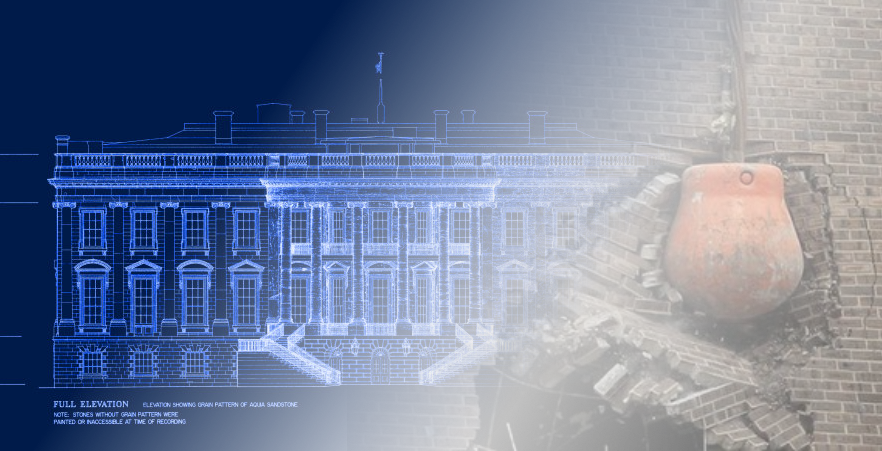 FULL ELEVATION ELEVATION SHOWING GRAIN PATTERN OF AQUIA SANDSTONE.
NOTE: STONES WITHOUT GRAIN PATTERN WERE
PAINTED OR INACCESSIBLE AT TIME OF RECORDING